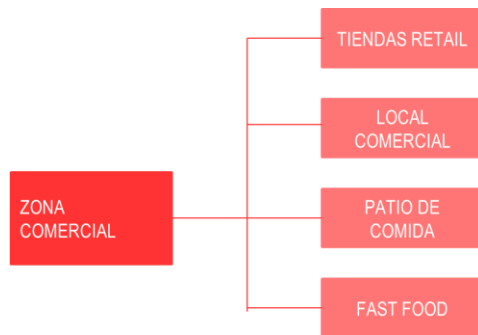 TIENDAS RETAIL
LOCAL
COMERCIAL
ZONA
COMERCIAL
PATIO DE
COMIDA
FAST FOOD